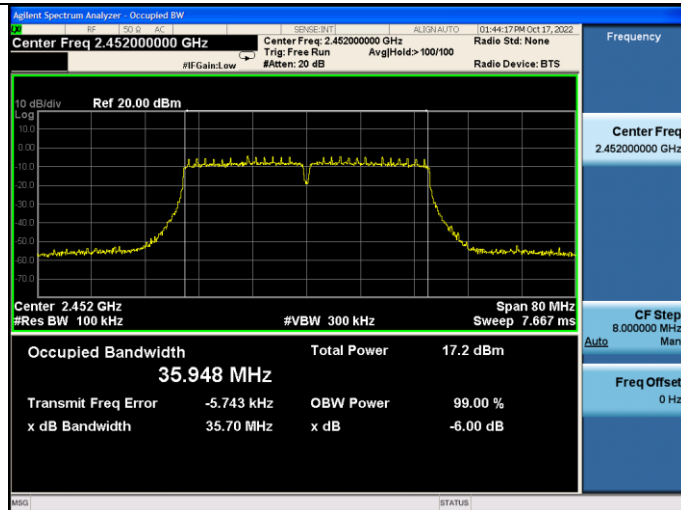 Agilent Spectrum Analyzer - Occupied BW
RF 50 Ω AC SENSE:INT ALIGN AUTO 01:44:17 PM Oct 17, 2022
Center Freq 2.452000000 GHz Center Freq: 2.452000000 GHz Radio Std: None Frequency
Trig: Free Run Avg|Hold:> 100/100
#IFGain:Low #Atten: 20 dB Radio Device: BTS
10 dB/div Ref 20.00 dBm
Log
10.0
0.00
-10.0
-20.0
-30.0
-40.0
-50.0
-60.0
-70.0
Center Freq
2.452000000 GHz
Center 2.452 GHz Span 80 MHz
#Res BW 100 kHz #VBW 300 kHz Sweep 7.667 ms
CF Step
8.000000 MHz
Auto Man
Occupied Bandwidth Total Power 17.2 dBm
35.948 MHz
Transmit Freq Error -5.743 kHz OBW Power 99.00 %
x dB Bandwidth 35.70 MHz x dB -6.00 dB
Freq Offset
0 Hz
MSG STATUS